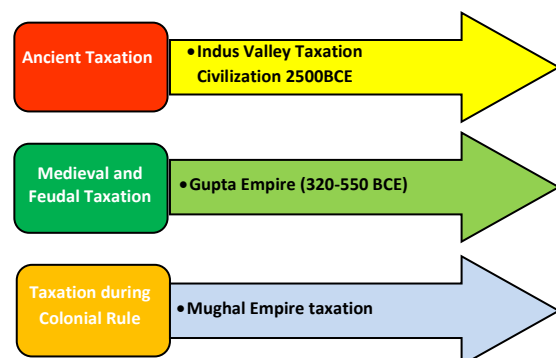 Ancient Taxation
•Indus Valley Taxation
Civilization 2500BCE
Medieval and
Feudal Taxation
•Gupta Empire (320-550 BCE)
Taxation during
Colonial Rule
•Mughal Empire taxation